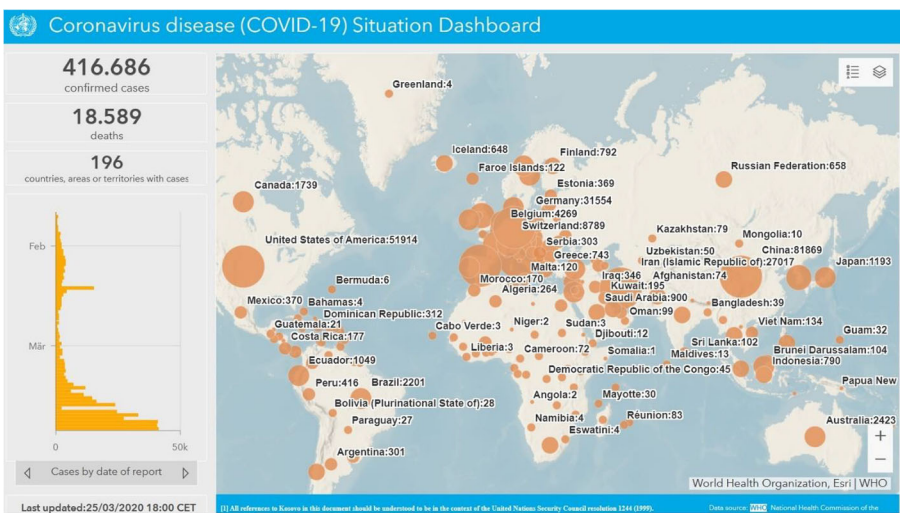 Coronavirus disease (COVID-19) Situation Dashboard
416.686
confirmed cases
18.589
deaths
196
countries, areas or territories with cases
Feb
Mär
0
50k
Cases by date of report
Last updated:25/03/2020 18:00 CET
Greenland:4
Iceland:648
Finland:792
Faroe Islands:122
Russian Federation:658
Canada:1739
Estonia:369
Germany:31554
Belgium:4269
Switzerland:8789
Kazakhstan:79
Mongolia:10
United States of America:51914
Serbia:303
Uzbekistan:50
China:81869
Greece:743
Iran (Islamic Republic of):27017
Japan:1193
Malta:120
Iraq:346
Afghanistan:74
Bermuda:6
Morocco:170
Kuwait:195
Algeria:264
Saudi Arabia:900
Mexico:370
Bahamas:4
Bangladesh:39
Dominican Republic:312
Oman:99
Guatemala:21
Cabo Verde:3
Niger:2
Sudan:3
Viet Nam:134
Guam:32
Costa Rica:177
Djibouti:12
Liberia:3
Cameroon:72
Somalia:1
Sri Lanka:102
Maldives:13
Brunei Darussalam:104
Ecuador:1049
Democratic Republic of the Congo:45
Indonesia:790
Peru:416
Brazil:2201
Papua New
Angola:2
Mayotte:30
Bolivia (Plurinational State of):28
Namibia:4
Réunion:83
Paraguay:27
Eswatini:4
Australia:2423
Argentina:301
+
−
World Health Organization, Esri | WHO
[1] All references to Kosovo in this document should be understood to be in the context of the United Nations Security Council resolution 1244 (1999).
Data source: WHO National Health Commission of the